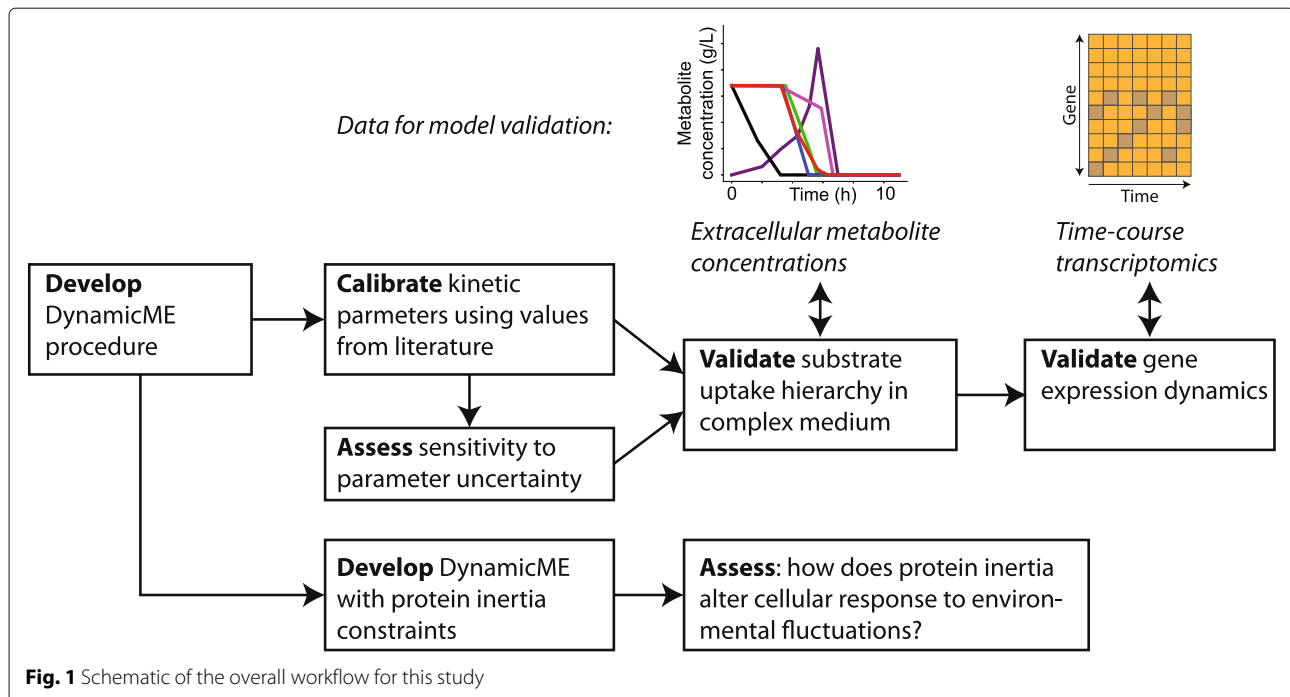 Data for model validation:
Metabolite
concentration (g/L)
0
Time (h)
10
Gene
Time
Extracellular metabolite
concentrations
Time-course
transcriptomics
Develop
DynamicME
procedure
Calibrate kinetic
parmeters using values
from literature
Assess sensitivity to
parameter uncertainty
Validate substrate
uptake hierarchy in
complex medium
Validate gene
expression dynamics
Develop DynamicME
with protein inertia
constraints
Assess: how does protein inertia
alter cellular response to environ-
mental fluctuations?
Fig. 1 Schematic of the overall workflow for this study